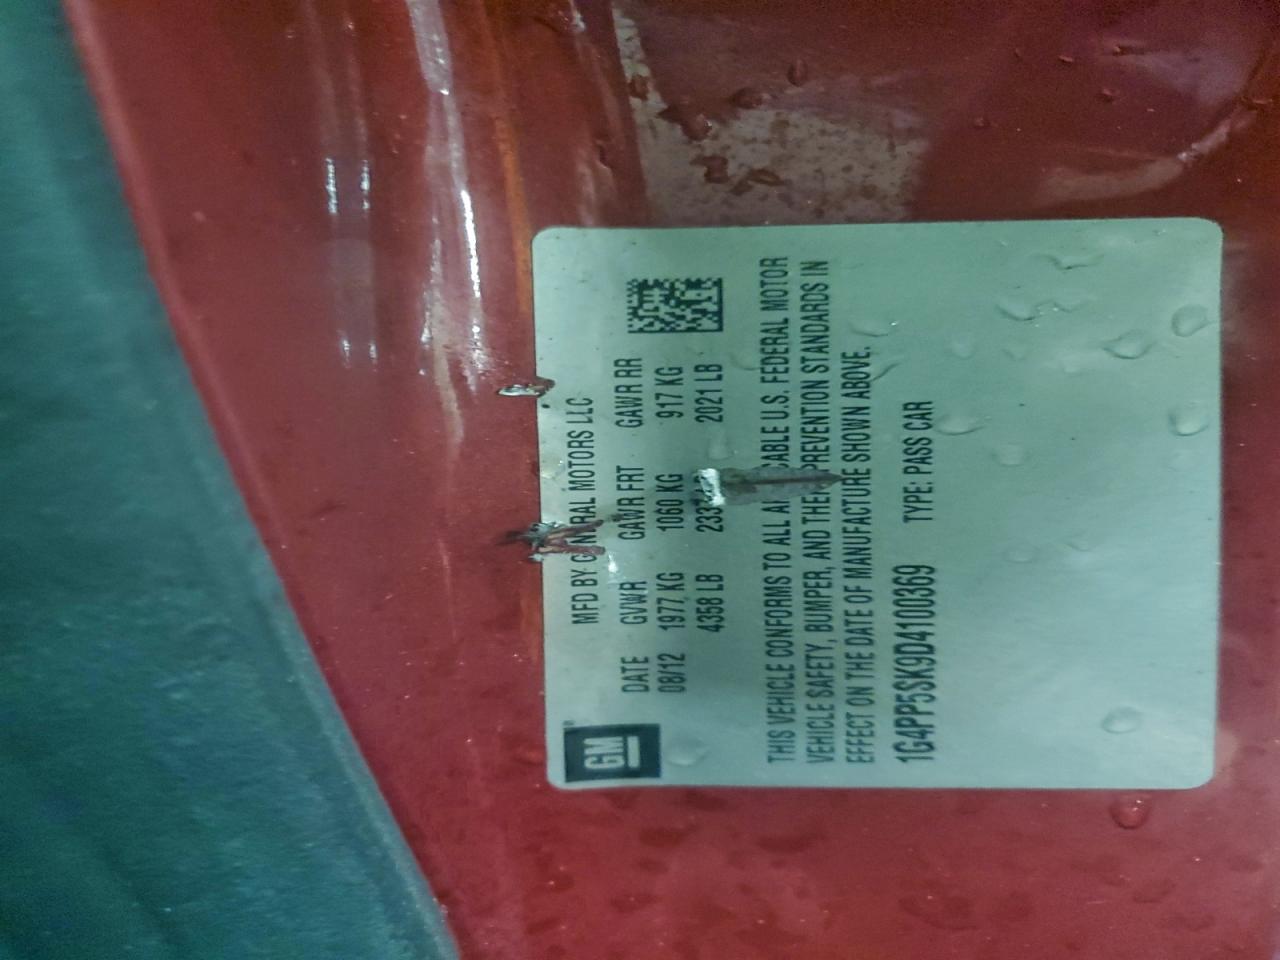 GM
MFD BY GENERAL MOTORS LLC
DATE GVWR GAWR FRT GAWR RR
08/12 1977 KG 1060 KG 917 KG
4358 LB 2021 LB
THIS VEHICLE CONFORMS TO ALL U.S. FEDERAL MOTOR
VEHICLE SAFETY, BUMPER, AND PREVENTION STANDARDS IN
EFFECT ON THE DATE OF MANUFACTURE SHOWN ABOVE.
1G4PP5SK9D4100369 TYPE: PASS CAR